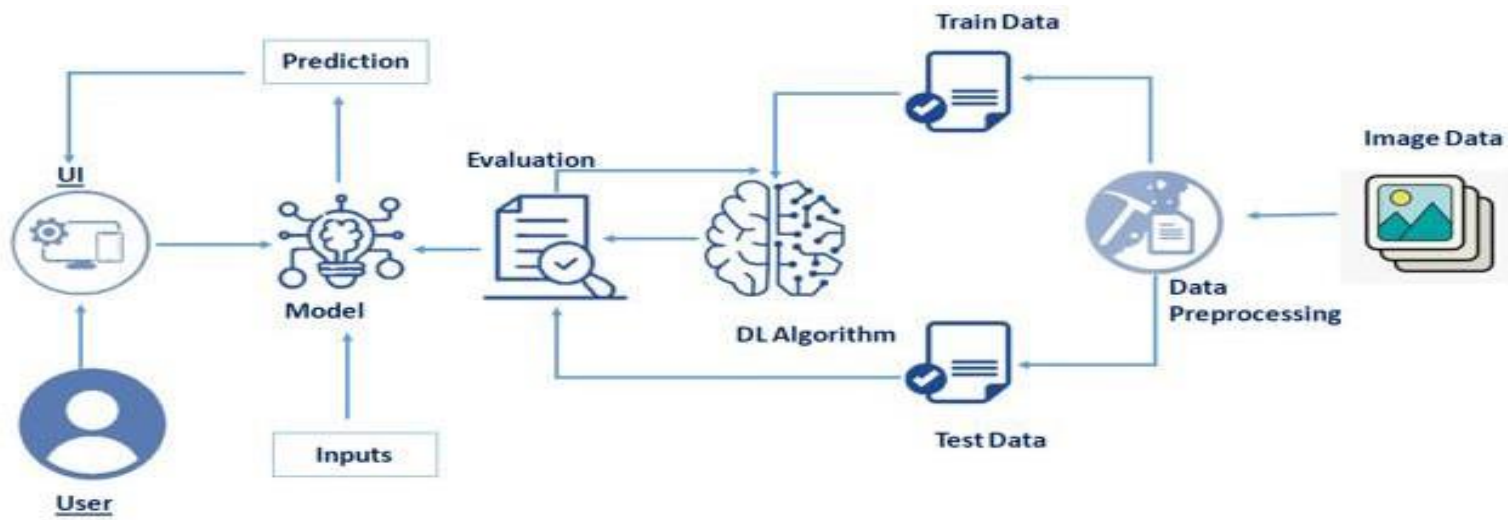 Train Data
Prediction
Image Data
Evaluation
UI
Data
Preprocessing
Model
DL Algorithm
Test Data
Inputs
User